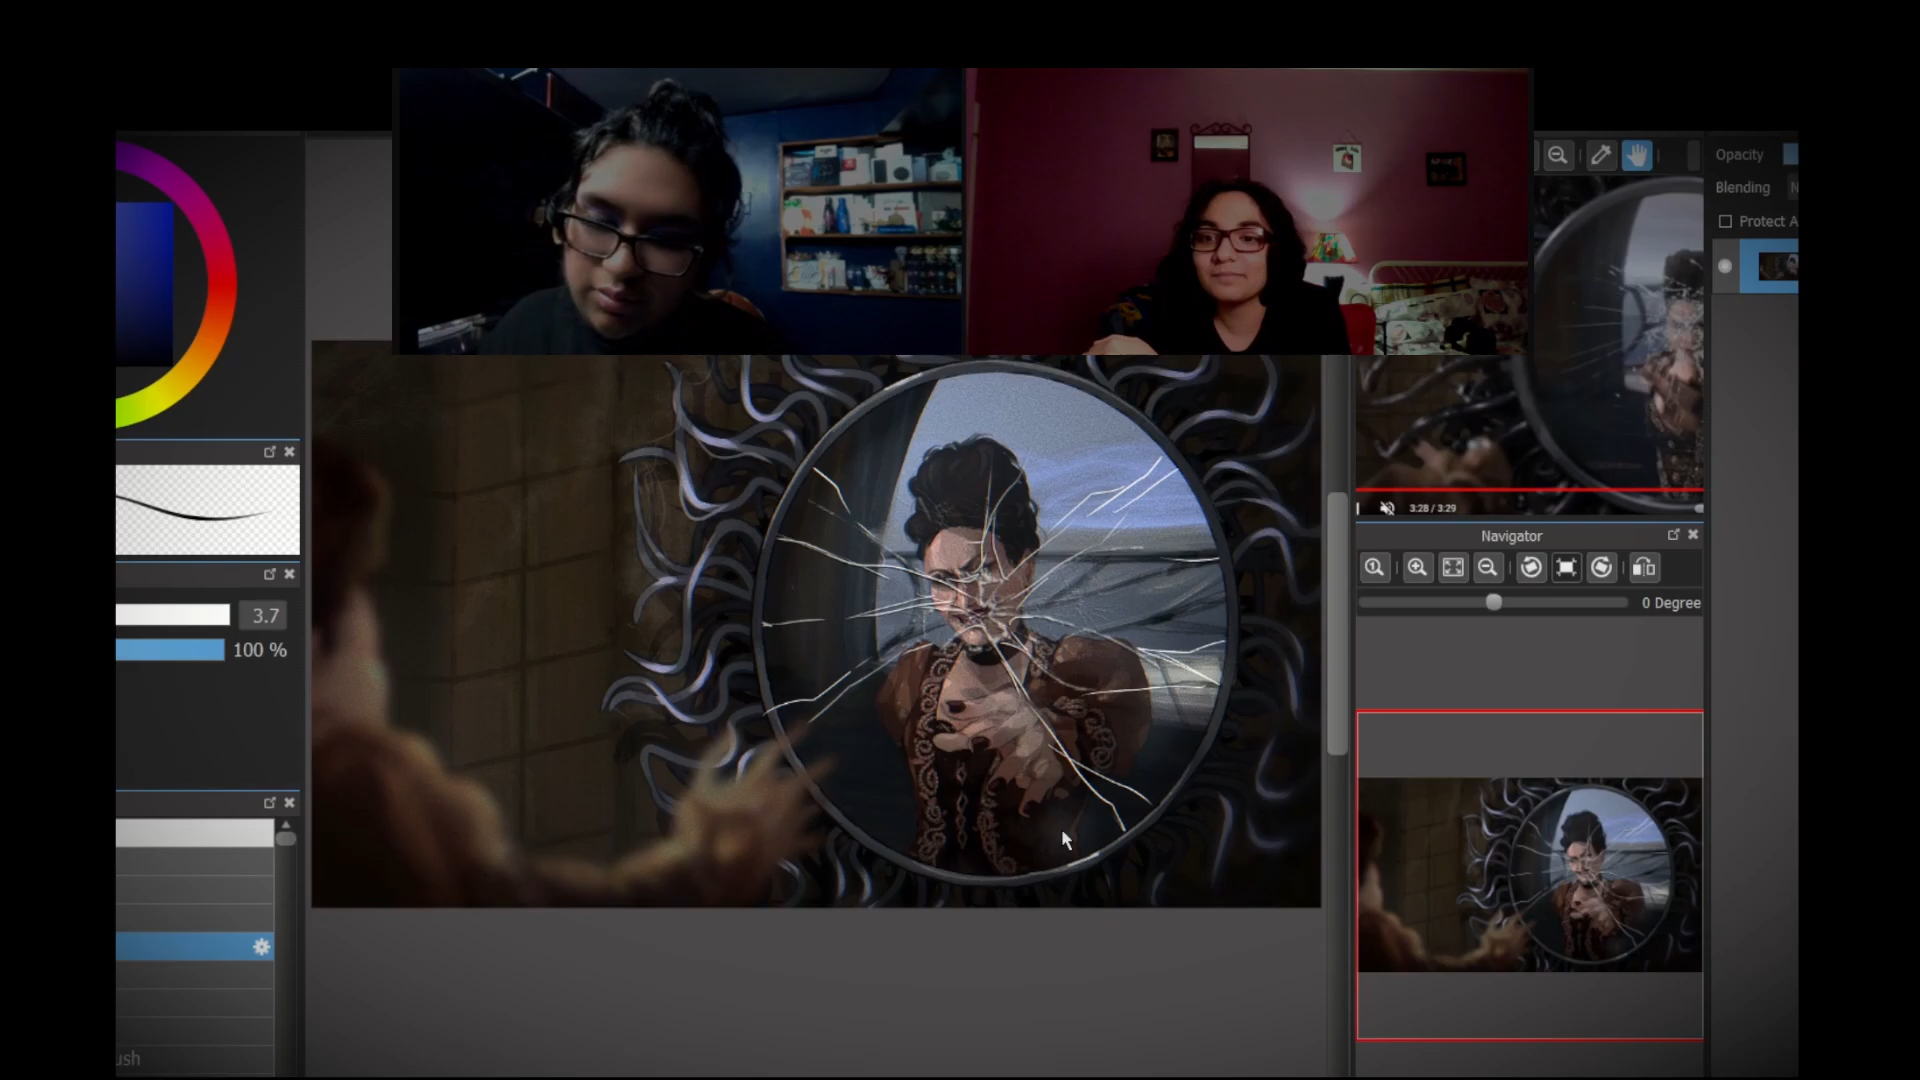 Opacity
Blending
Protect A
3:28 / 3:29
Navigator
0 Degree
3.7
100 %
ush